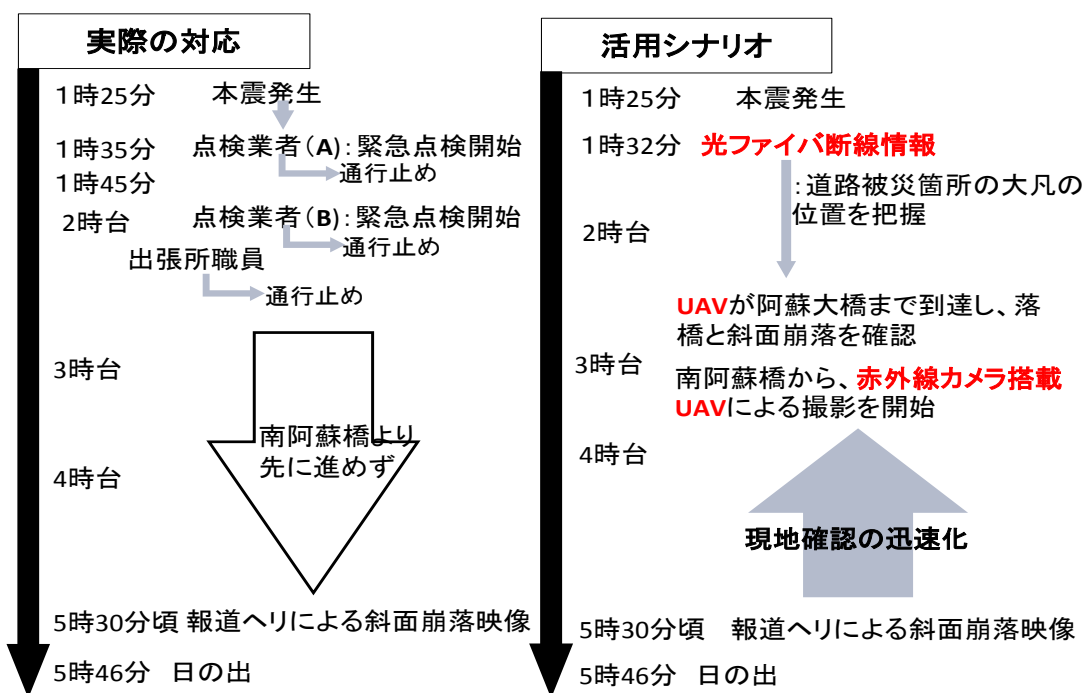 実際の対応
1時25分 本震発生
1時35分 点検業者（A）：緊急点検開始
通行止め
1時45分
2時台 点検業者（B）：緊急点検開始
通行止め
出張所職員
通行止め
3時台
南阿蘇橋より
先に進めず
4時台
5時30分頃 報道ヘリによる斜面崩落映像
5時46分 日の出
活用シナリオ
1時25分 本震発生
1時32分 光ファイバ断線情報
：道路被災箇所の大凡の
位置を把握
2時台
UAVが阿蘇大橋まで到達し、落
橋と斜面崩落を確認
3時台
南阿蘇橋から、赤外線カメラ搭載
UAVによる撮影を開始
4時台
現地確認の迅速化
5時30分頃 報道ヘリによる斜面崩落映像
5時46分 日の出